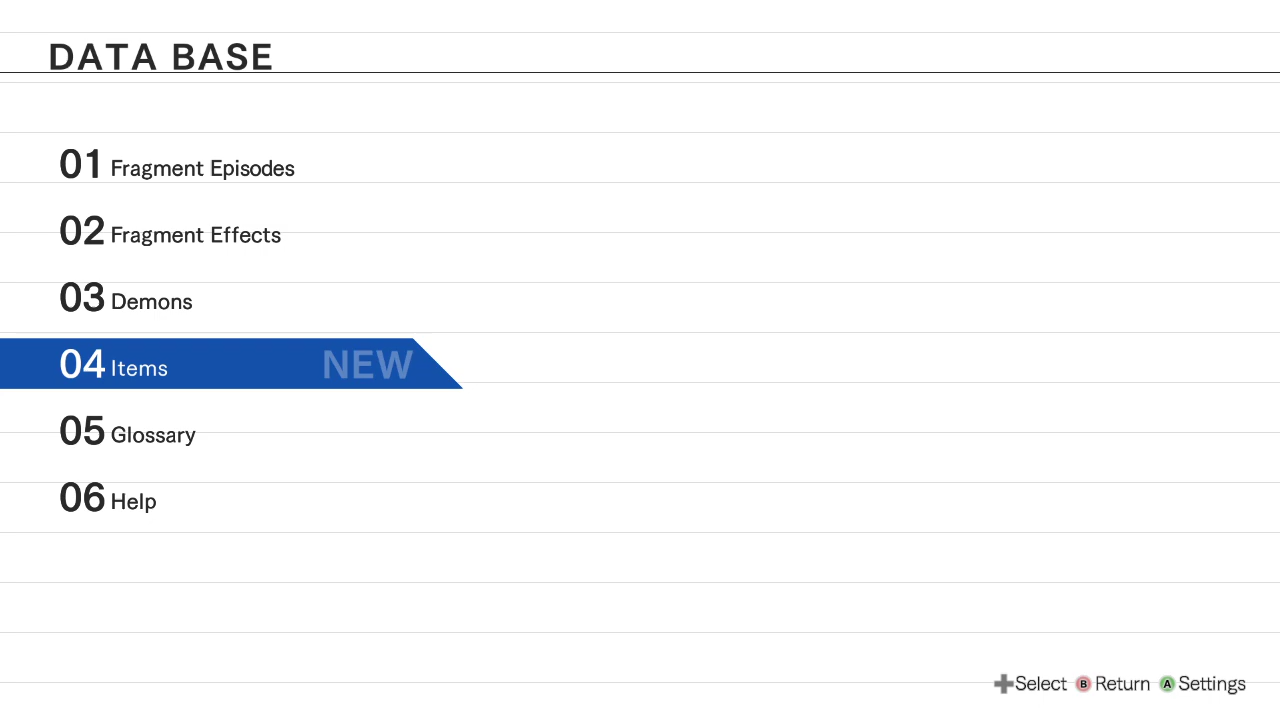 DATA BASE
01 Fragment Episodes
02 Fragment Effects
03 Demons
04 Items NEW
05 Glossary
06 Help
Select B Return A Settings